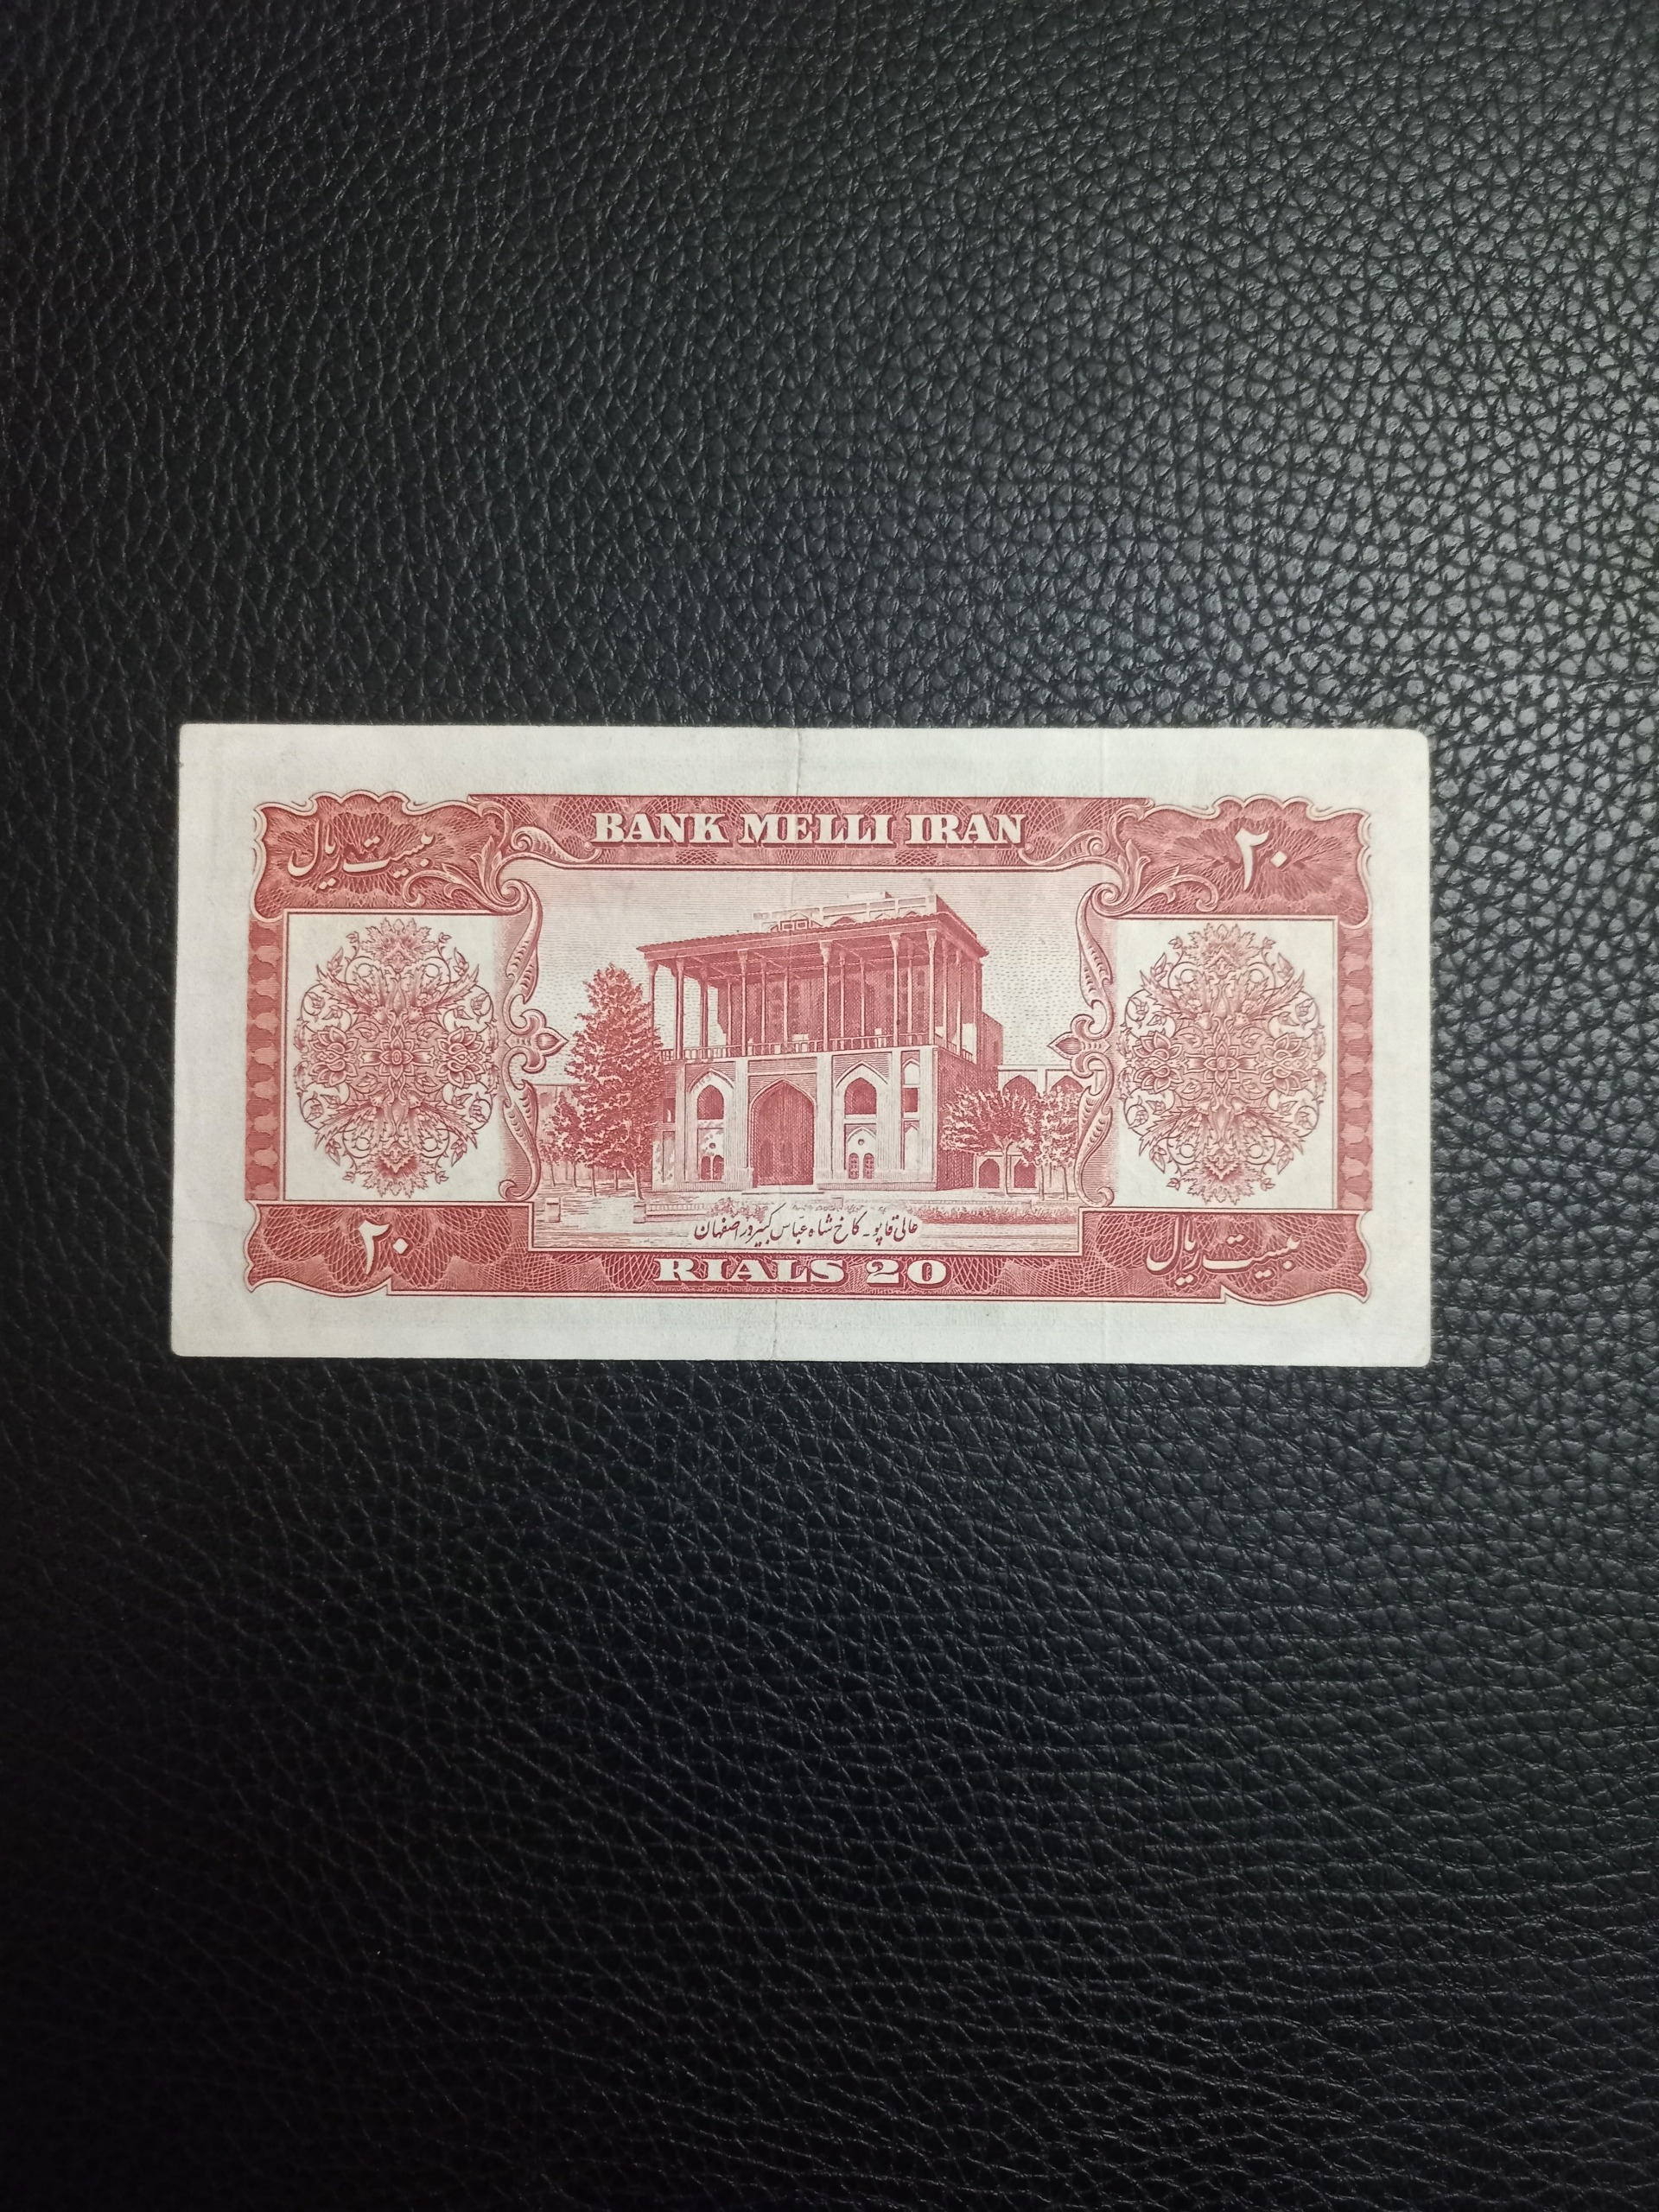 BANK MELLI IRAN
بیست ریال
۲۰
عالی قاپو - کاخ شاه عباس کبیر در اصفهان
۲۰
RIALS 20
بیست ریال